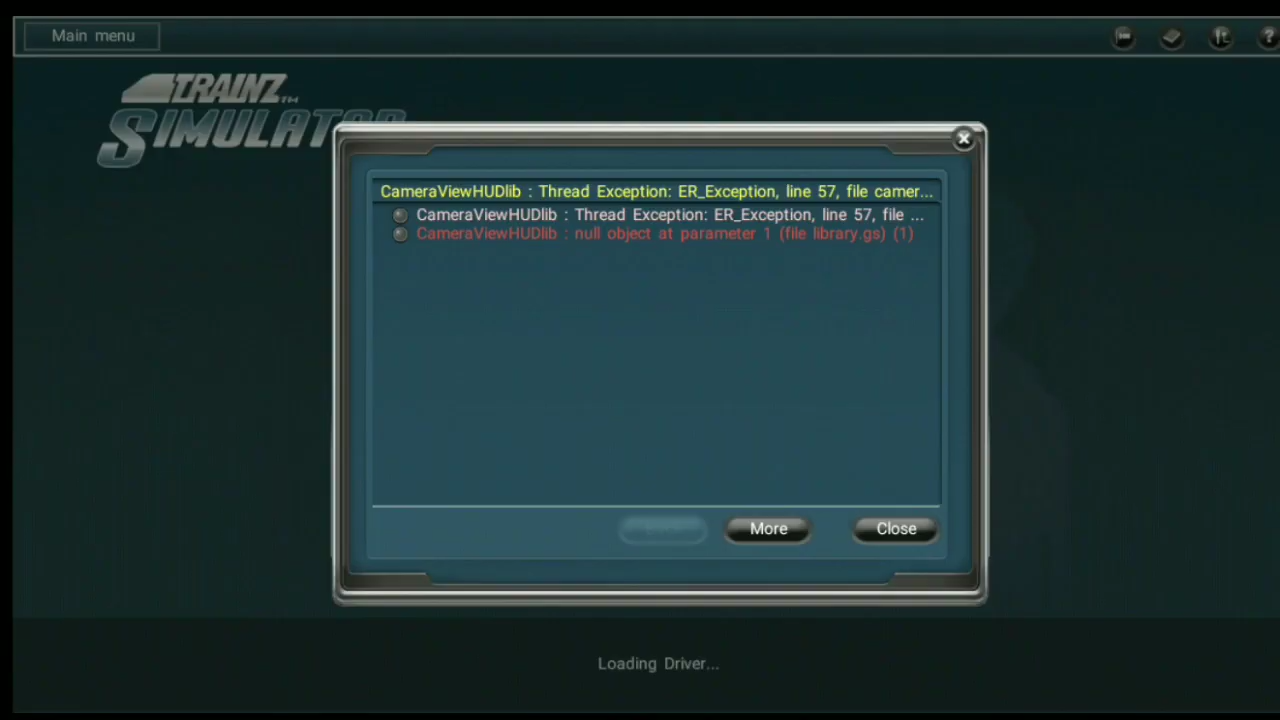 Main menu
?
TRAINZ TM
SIMULATOR
CameraViewHUDlib : Thread Exception: ER_Exception, line 57, file camer...
CameraViewHUDlib : Thread Exception: ER_Exception, line 57, file ...
CameraViewHUDlib : null object at parameter 1 (file library.gs) (1)
More
Close
Loading Driver...